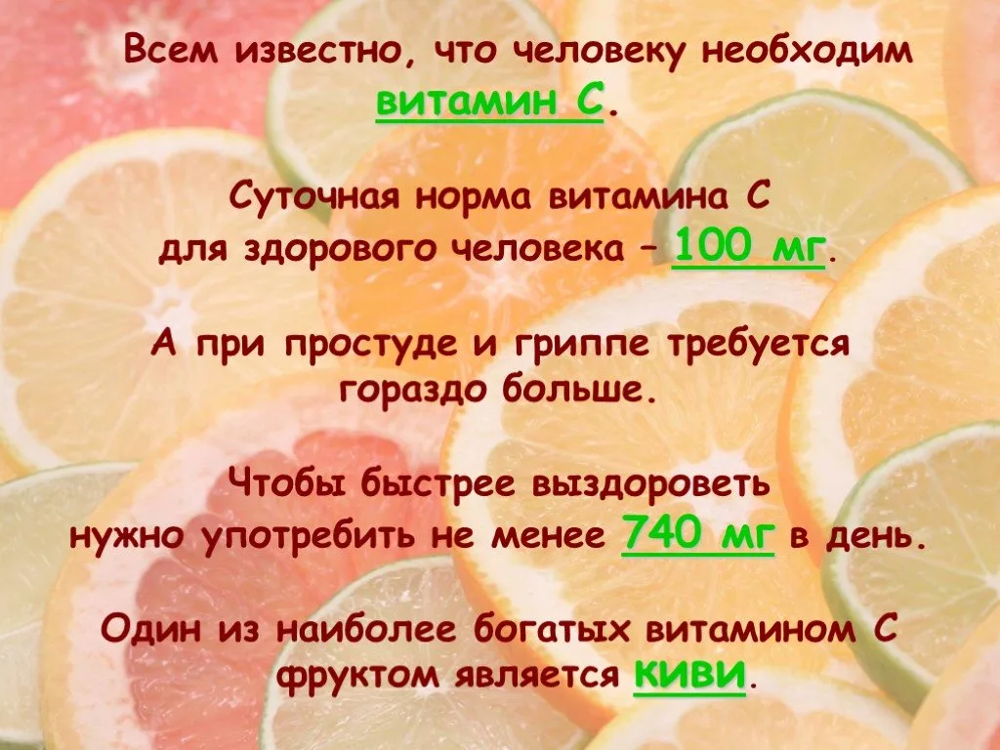 Всем известно, что человеку необходим
витамин С.
Суточная норма витамина С
для здорового человека – 100 мг.
А при простуде и гриппе требуется
гораздо больше.
Чтобы быстрее выздороветь
нужно употребить не менее 740 мг в день.
Один из наиболее богатых витамином С
фруктом является киви.